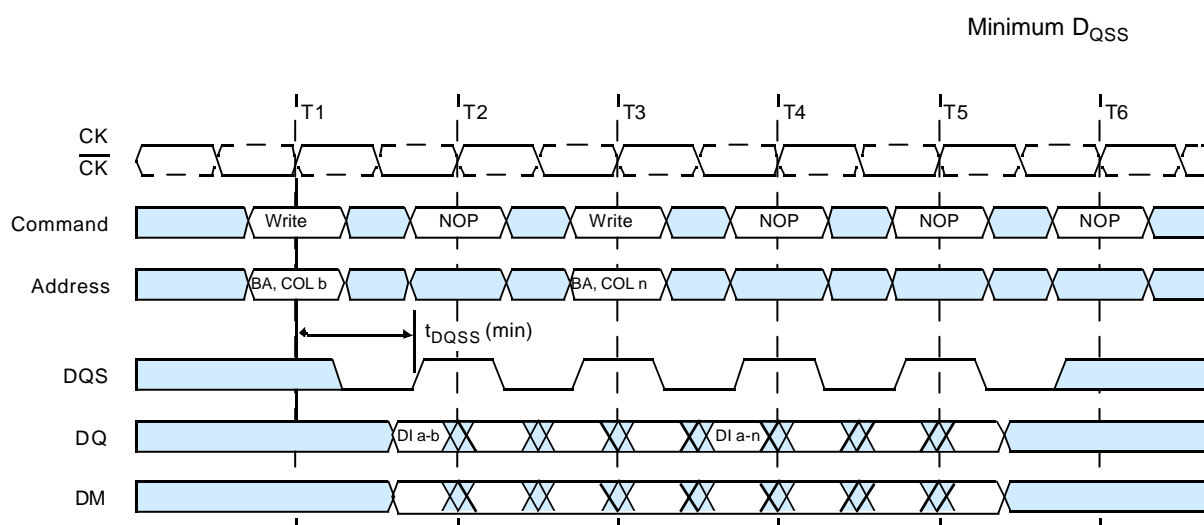 Minimum DQSS
T1 T2 T3 T4 T5 T6
CK
CK
Command Write NOP Write NOP NOP NOP
Address BA, COL b BA, COL n
tDQSS (min)
DQS
DQ DI a-b DI a-n
DM